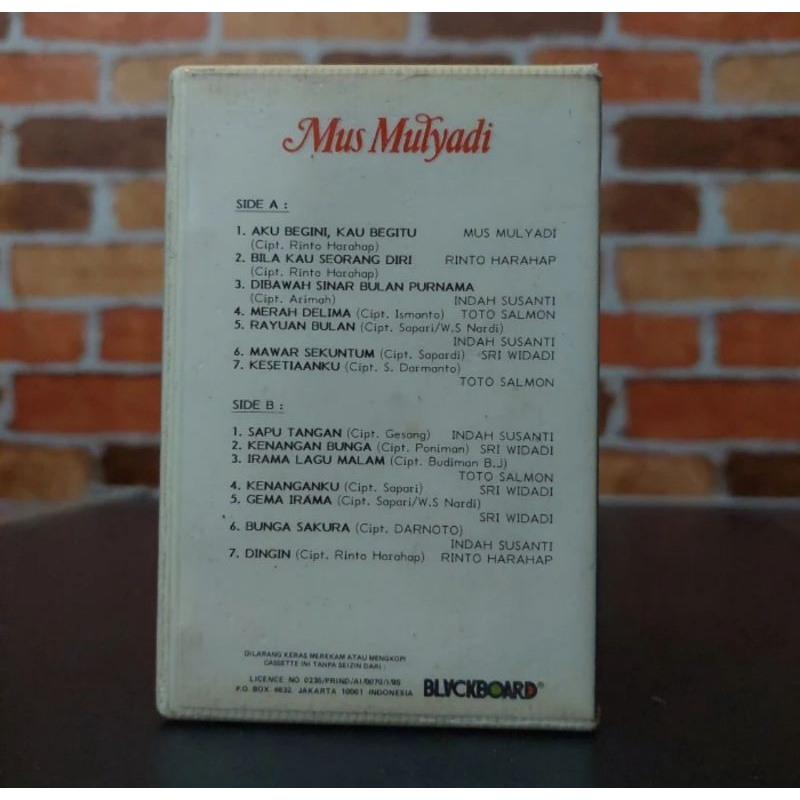 Mus Mulyadi
SIDE A :
1. AKU BEGINI, KAU BEGITU MUS MULYADI
(Cipt. Rinto Harahap)
2. BILA KAU SEORANG DIRI RINTO HARAHAP
(Cipt. Rinto Harahap)
3. DIBAWAH SINAR BULAN PURNAMA
(Cipt. Arimah) INDAH SUSANTI
4. MERAH DELIMA (Cipt. Ismanto) TOTO SALMON
5. RAYUAN BULAN (Cipt. Sapari/W.S Nardi)
INDAH SUSANTI
6. MAWAR SEKUNTUM (Cipt. Sapardi) SRI WIDADI
7. KESETIAANKU (Cipt. S. Darmanto)
TOTO SALMON
SIDE B :
1. SAPU TANGAN (Cipt. Gesang) INDAH SUSANTI
2. KENANGAN BUNGA (Cipt. Poniman) SRI WIDADI
3. IRAMA LAGU MALAM (Cipt. Budiman B.J)
TOTO SALMON
4. KENANGANKU (Cipt. Sapari) SRI WIDADI
5. GEMA IRAMA (Cipt. Sapari/W.S Nardi)
SRI WIDADI
6. BUNGA SAKURA (Cipt. DARNOTO)
INDAH SUSANTI
7. DINGIN (Cipt. Rinto Harahap) RINTO HARAHAP
DILARANG KERAS MEREKAM ATAU MENGKOPI
CASSETTE INI TANPA SEIZIN DARI :
LICENCE NO
P.O. BOX 4632 JAKARTA 10001 INDONESIA
BLACKBOARD®